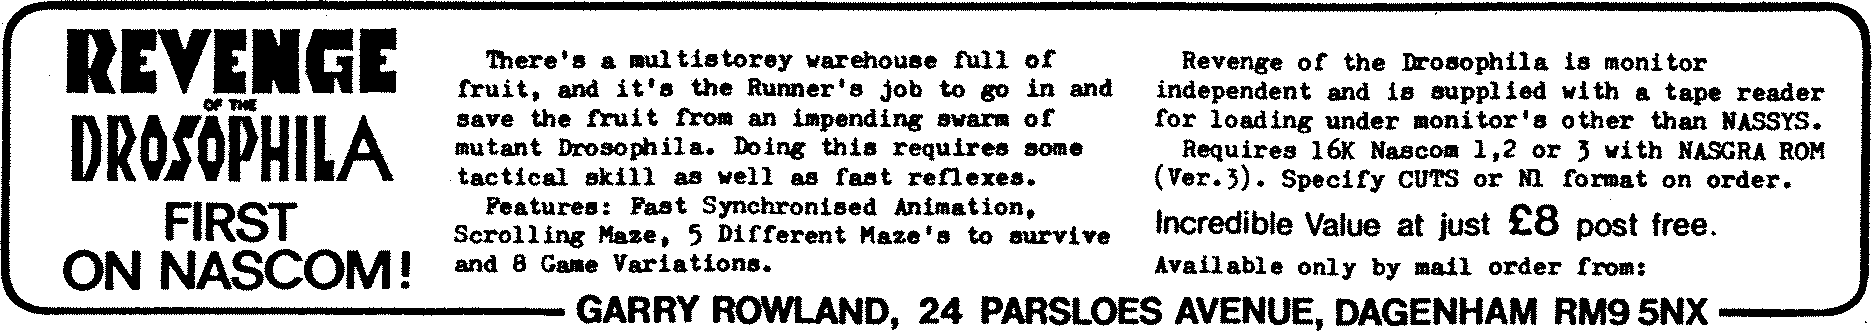 REVENGE
OF THE
DROSOPHILA
FIRST
ON NASCOM!
There's a multistorey warehouse full of
fruit, and it's the Runner's job to go in and
save the fruit from an impending swarm of
mutant Drosophila. Doing this requires some
tactical skill as well as fast reflexes.
Features: Fast Synchronised Animation,
Scrolling Maze, 5 Different Maze's to survive
and 8 Game Variations.
Revenge of the Drosophila is monitor
independent and is supplied with a tape reader
for loading under monitor's other than NASSYS.
Requires 16K Nascom 1,2 or 3 with NASGRA ROM
(Ver.3). Specify CUTS or N1 format on order.
Incredible Value at just £8 post free.
Available only by mail order from:
GARRY ROWLAND, 24 PARSLOES AVENUE, DAGENHAM RM9 5NX